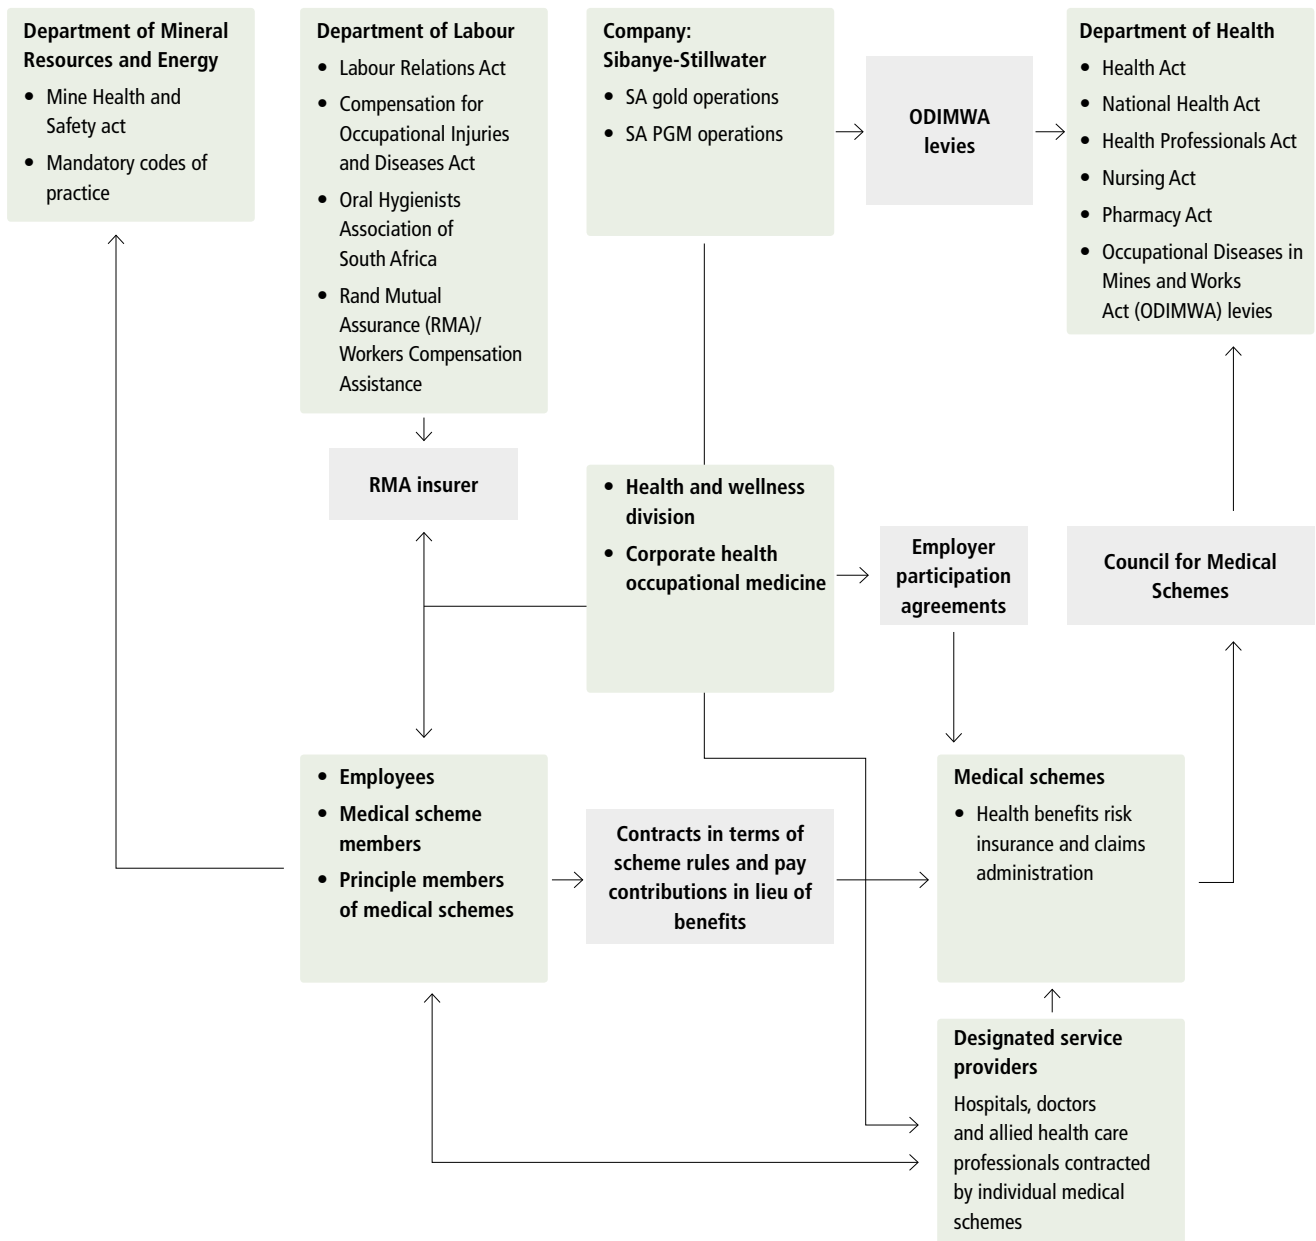 Department of Mineral
Resources and Energy
• Mine Health and
Safety act
• Mandatory codes of
practice
Department of Labour
• Labour Relations Act
• Compensation for
Occupational Injuries
and Diseases Act
• Oral Hygienists
Association of
South Africa
• Rand Mutual
Assurance (RMA)/
Workers Compensation
Assistance
Company:
Sibanye-Stillwater
• SA gold operations
• SA PGM operations
ODIMWA
levies
Department of Health
• Health Act
• National Health Act
• Health Professionals Act
• Nursing Act
• Pharmacy Act
• Occupational Diseases in
Mines and Works
Act (ODIMWA) levies
RMA insurer
• Health and wellness
division
• Corporate health
occupational medicine
Employer
participation
agreements
Council for Medical
Schemes
• Employees
• Medical scheme
members
• Principle members
of medical schemes
Contracts in terms of
scheme rules and pay
contributions in lieu of
benefits
Medical schemes
• Health benefits risk
insurance and claims
administration
Designated service
providers
Hospitals, doctors
and allied health care
professionals contracted
by individual medical
schemes